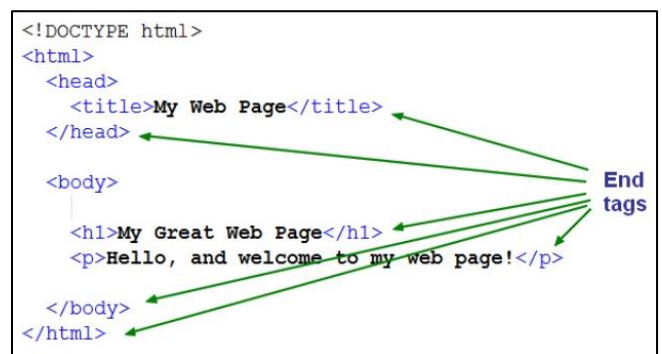 <!DOCTYPE html>
<html>
<head>
<title>My Web Page</title>
</head>
<body>
End
tags
<h1>My Great Web Page</h1>
<p>Hello, and welcome to my web page!</p>
</body>
</html>